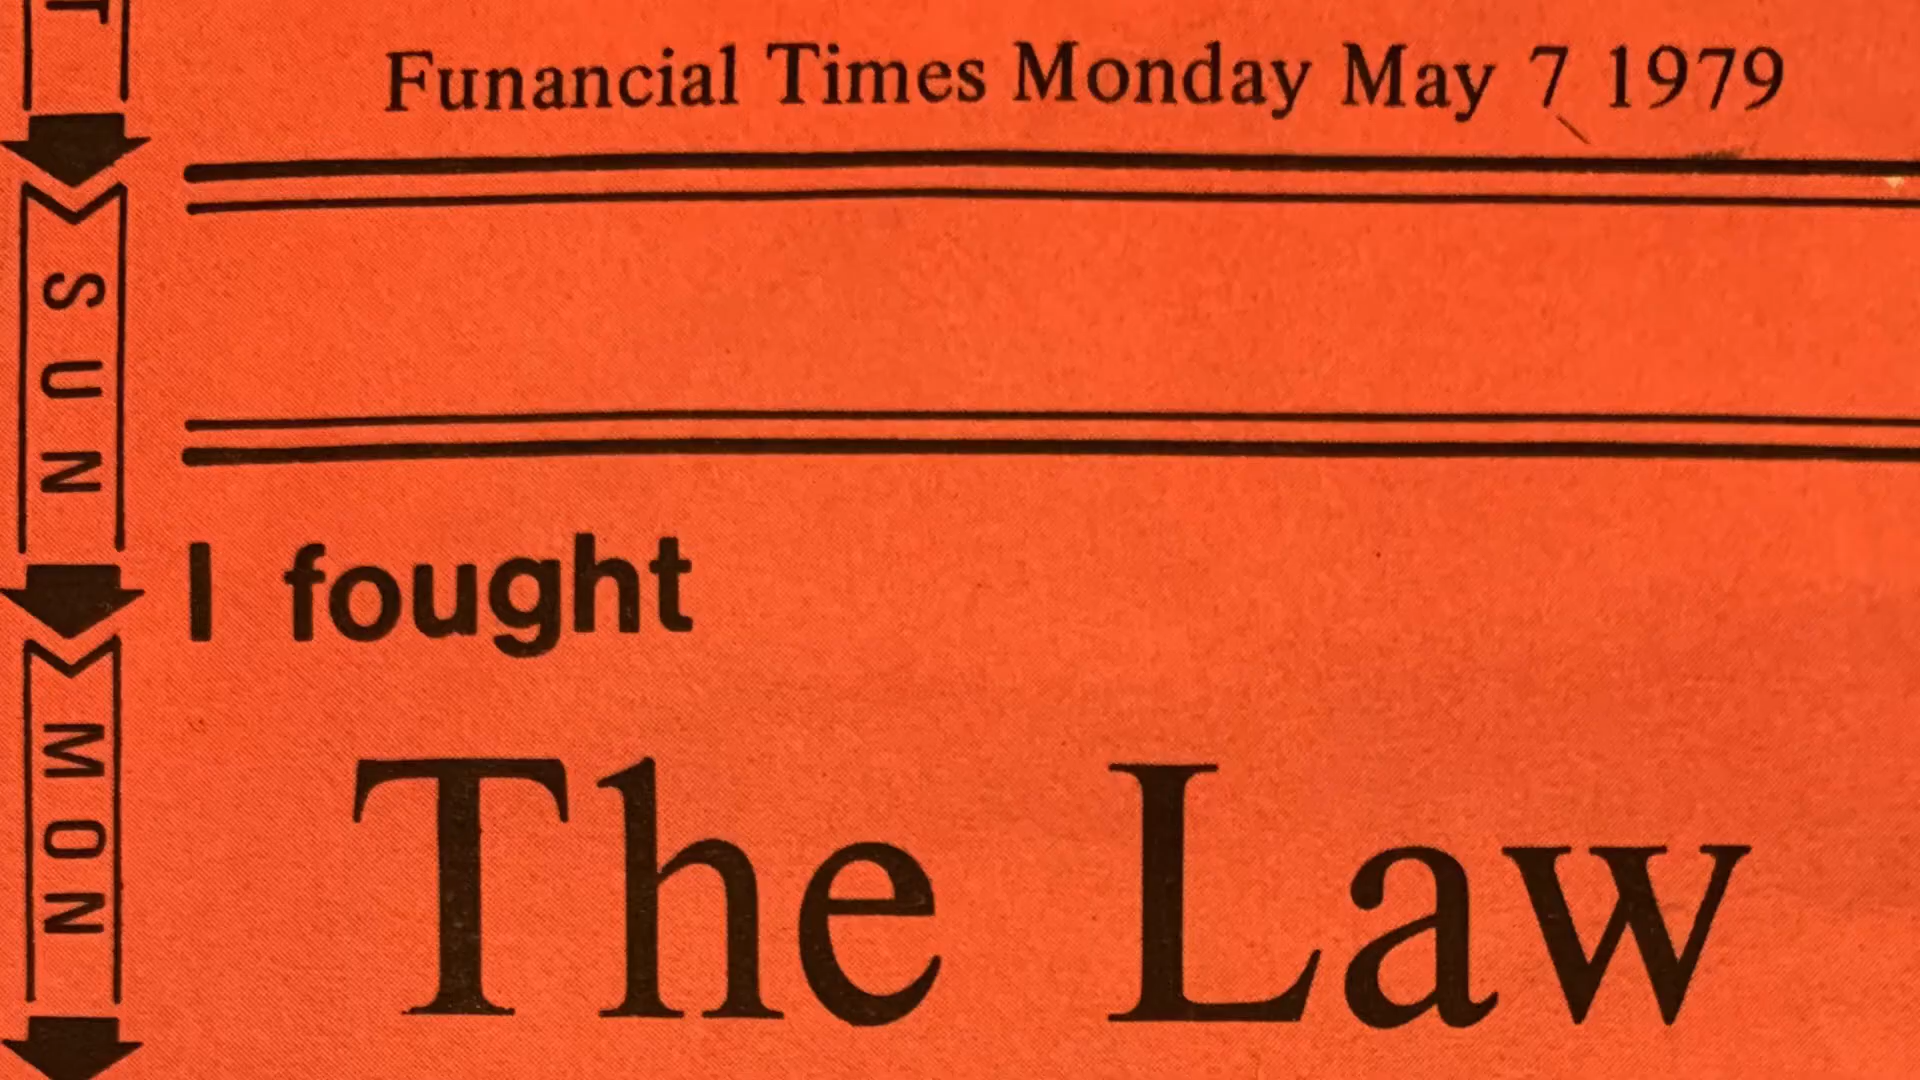 T
Funancial Times Monday May 7 1979
SUN
I fought
MON
The Law